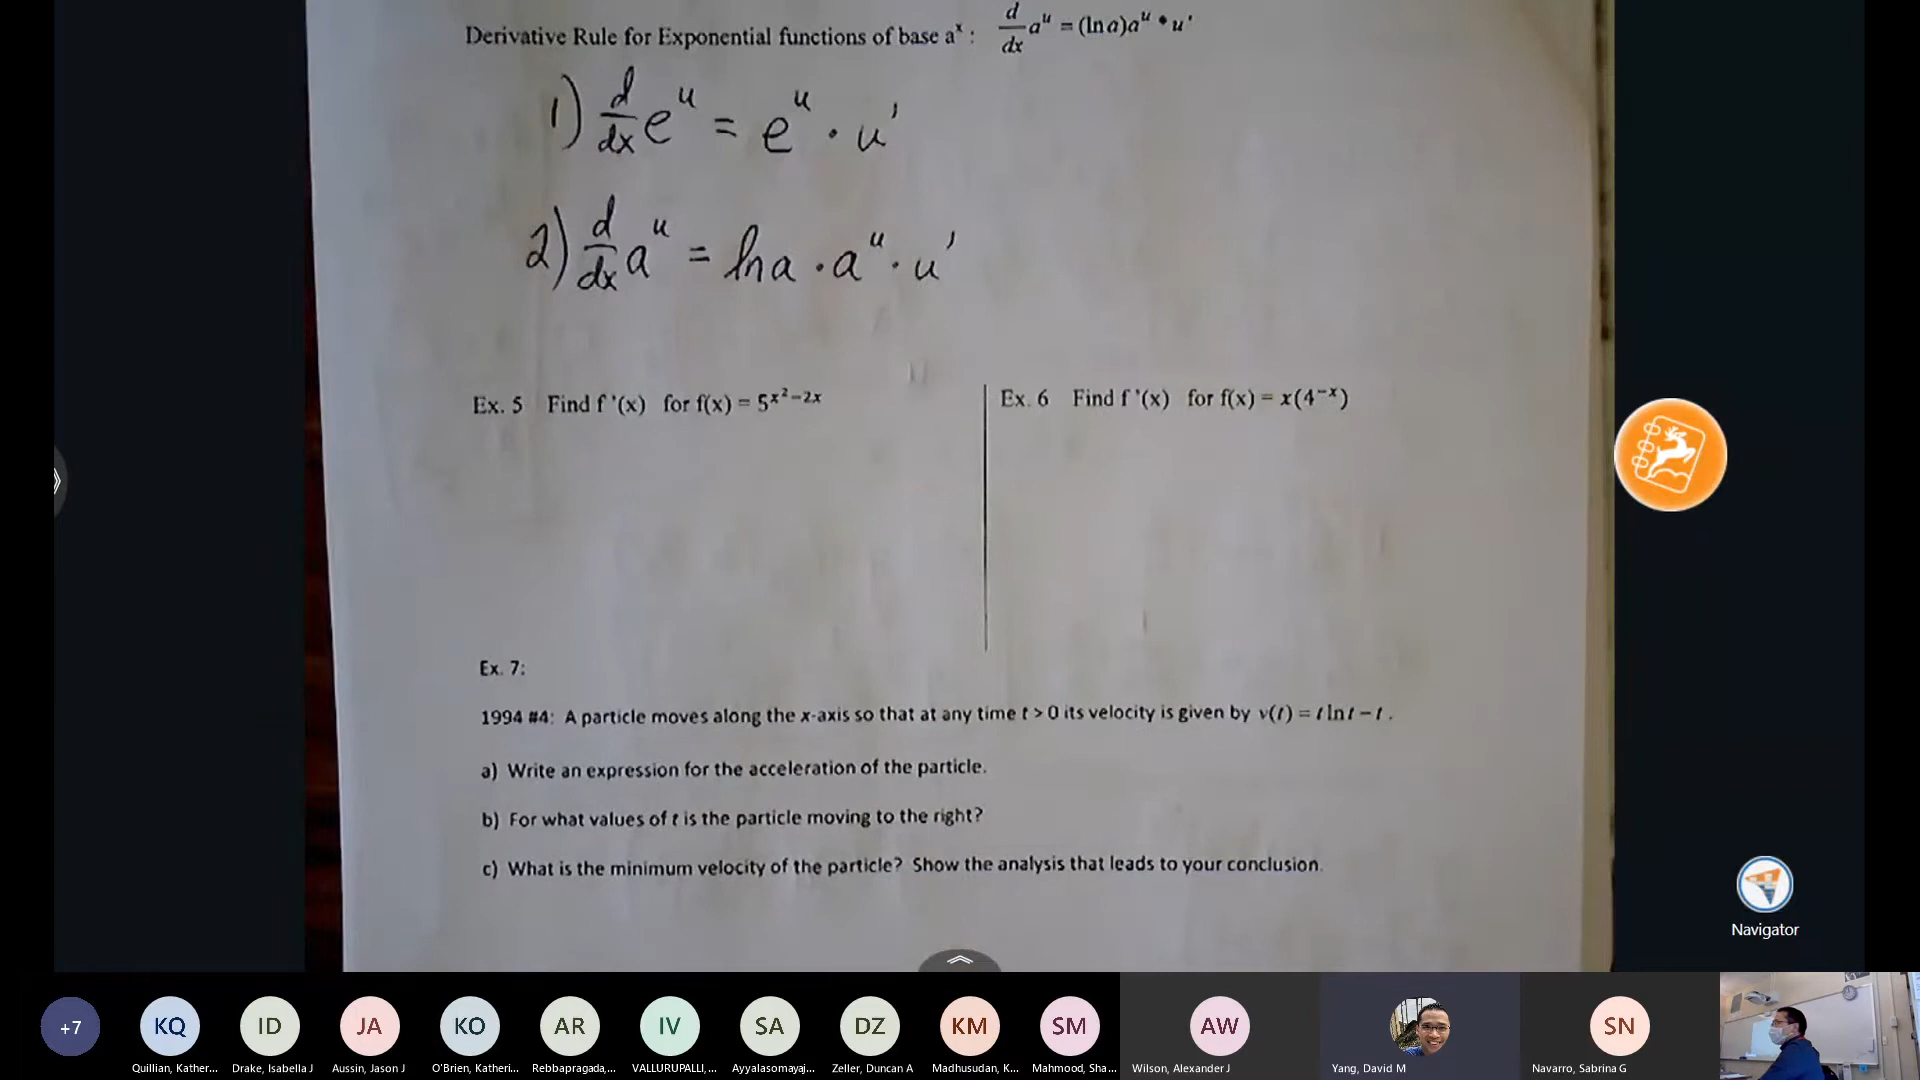 Derivative Rule for Exponential functions of base aˣ : d/dx aᵘ = (ln a)aᵘ • u'
1) d/dx eᵘ = eᵘ · u'
2) d/dx aᵘ = ln a · aᵘ · u'
Ex. 5 Find f '(x) for f(x) = 5^(x²−2x)
Ex. 6 Find f '(x) for f(x) = x(4⁻ˣ)
Ex. 7:
1994 #4: A particle moves along the x-axis so that at any time t > 0 its velocity is given by v(t) = t ln t − t .
a) Write an expression for the acceleration of the particle.
b) For what values of t is the particle moving to the right?
c) What is the minimum velocity of the particle? Show the analysis that leads to your conclusion.
Navigator
+7 KQ ID JA KO AR IV SA DZ KM SM AW SN
Quillian, Kather... Drake, Isabella J Aussin, Jason J O'Brien, Katheri... Rebbapragada,... VALLURUPALLI,... Ayyalasomayaj... Zeller, Duncan A Madhusudan, K... Mahmood, Sha... Wilson, Alexander J Yang, David M Navarro, Sabrina G